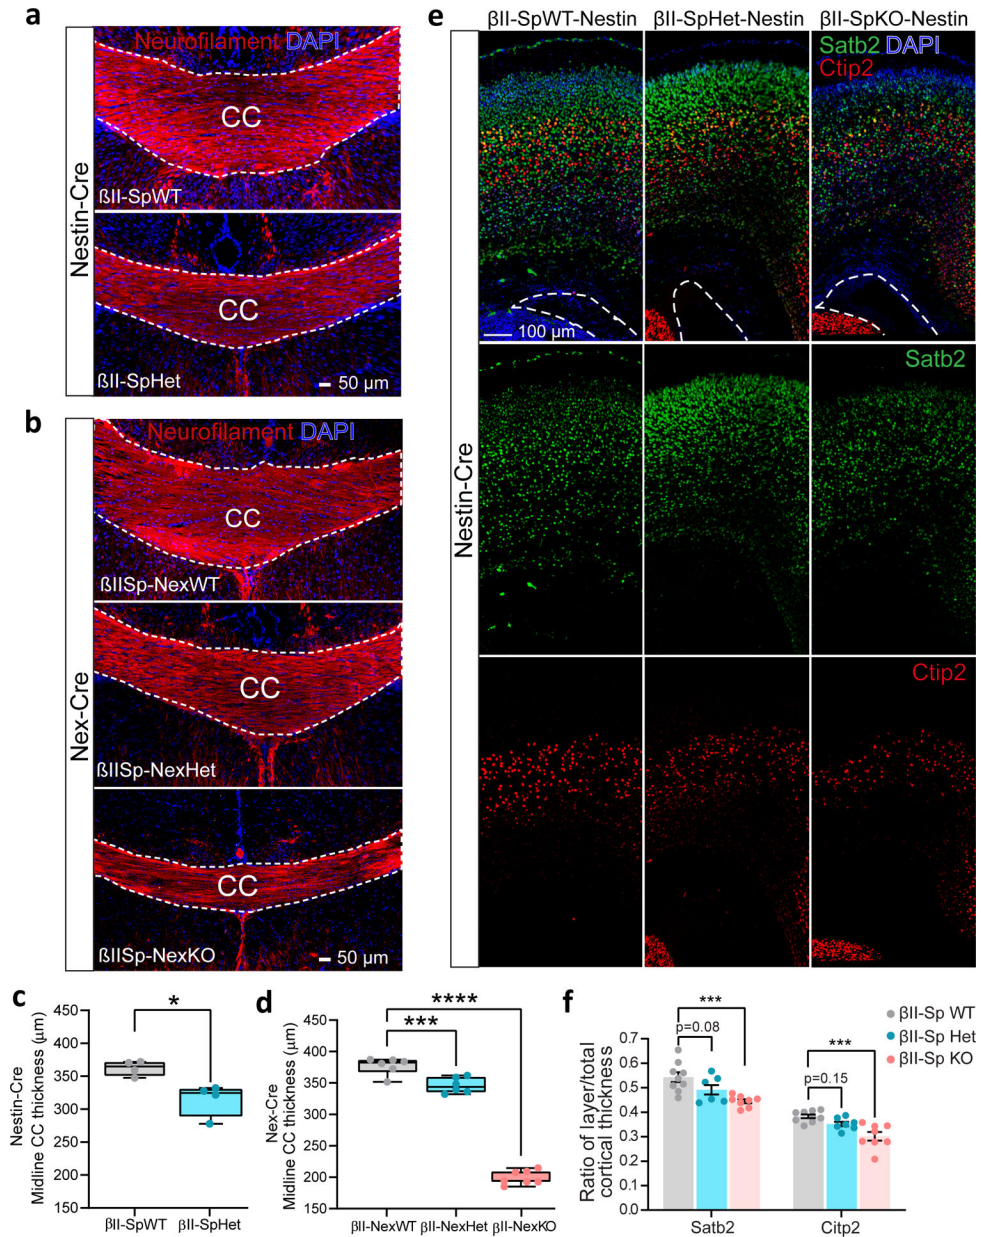 a
Neurofilament DAPI
CC
ßII-SpWT
CC
ßII-SpHet
50 µm
Nestin-Cre
b
Neurofilament DAPI
CC
ßIISp-NexWT
CC
ßIISp-NexHet
CC
ßIISp-NexKO
50 µm
Nex-Cre
e
βII-SpWT-Nestin βII-SpHet-Nestin βII-SpKO-Nestin
Satb2 DAPI
Ctip2
100 µm
Satb2
Ctip2
Nestin-Cre
c
Nestin-Cre
Midline CC thickness (µm)
450
400
350
300
250
200
150
*
βII-SpWT βII-SpHet
d
Nex-Cre
Midline CC thickness (µm)
450
400
350
300
250
200
150
****
***
βII-NexWT βII-NexHet βII-NexKO
f
Ratio of layer/total
cortical thickness
0.7
0.6
0.5
0.4
0.3
0.2
0.1
0.0
***
p=0.08
***
p=0.15
Satb2 Citp2
βII-Sp WT
βII-Sp Het
βII-Sp KO